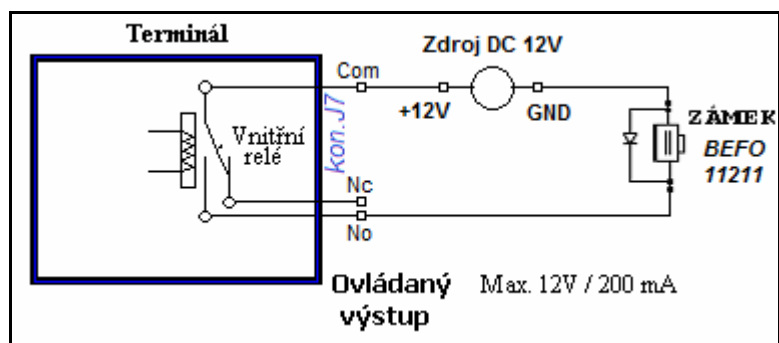 Terminál
Zdroj DC 12V
Com
+12V
GND
kon.J7
Vnitřní
relé
ZÁMEK
BEFO
11211
Nc
No
Ovládaný
výstup
Max. 12V / 200 mA